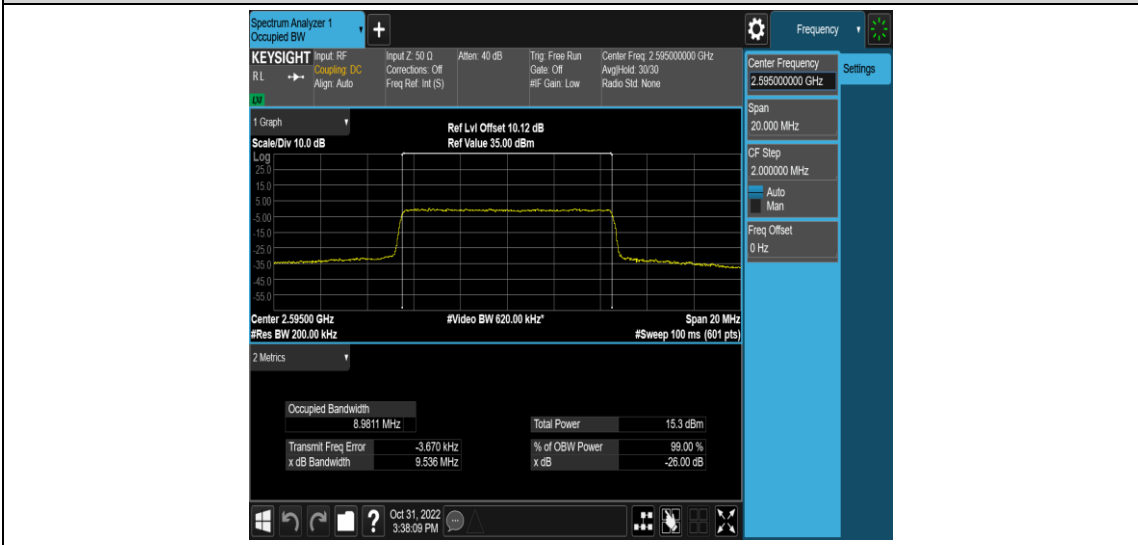 Spectrum Analyzer 1
Occupied BW
Frequency
KEYSIGHT
RL
LXI
Input: RF
Coupling: DC
Align: Auto
Input Z: 50 Ω
Corrections: Off
Freq Ref: Int (S)
Atten: 40 dB
Trig: Free Run
Gate: Off
#IF Gain: Low
Center Freq: 2.595000000 GHz
Avg|Hold: 30/30
Radio Std: None
Center Frequency
2.595000000 GHz
Settings
Span
20.000 MHz
CF Step
2.000000 MHz
Auto
Man
Freq Offset
0 Hz
1 Graph
Scale/Div 10.0 dB
Ref Lvl Offset 10.12 dB
Ref Value 35.00 dBm
Log
25.0
15.0
5.00
-5.00
-15.0
-25.0
-35.0
-45.0
-55.0
Center 2.59500 GHz
#Video BW 620.00 kHz*
Span 20 MHz
#Res BW 200.00 kHz
#Sweep 100 ms (601 pts)
2 Metrics
Occupied Bandwidth
8.9811 MHz
Total Power 15.3 dBm
Transmit Freq Error -3.670 kHz
% of OBW Power 99.00 %
x dB Bandwidth 9.536 MHz
x dB -26.00 dB
?
Oct 31, 2022
3:38:09 PM